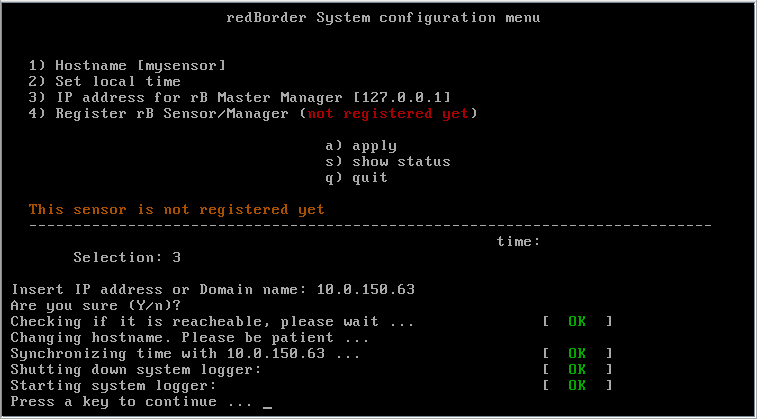 redBorder System configuration menu
1) Hostname [mysensor]
2) Set local time
3) IP address for rB Master Manager [127.0.0.1]
4) Register rB Sensor/Manager (not registered yet)
a) apply
s) show status
q) quit
This sensor is not registered yet
----------------------------------------------------------------------------
time:
Selection: 3
Insert IP address or Domain name: 10.0.150.63
Are you sure (Y/n)?
Checking if it is reacheable, please wait ... [ OK ]
Changing hostname. Please be patient ...
Synchronizing time with 10.0.150.63 ... [ OK ]
Shutting down system logger: [ OK ]
Starting system logger: [ OK ]
Press a key to continue ... _